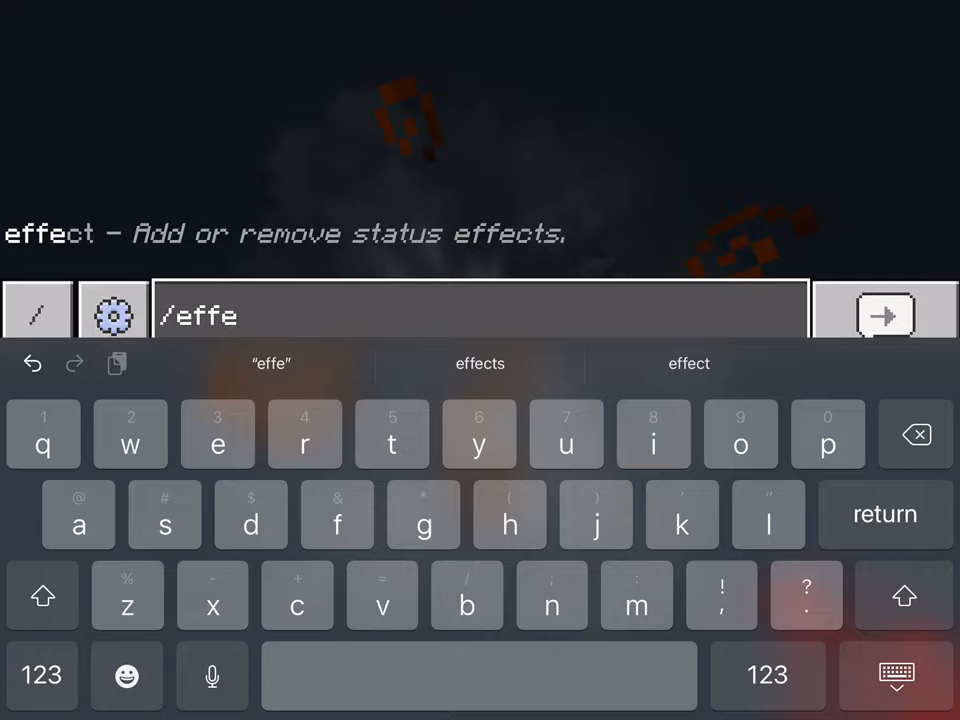 effect – Add or remove status effects.
/
/effe
“effe” effects effect
1 2 3 4 5 6 7 8 9 0
q w e r t y u i o p
@ # $ & * ( ) ' "
a s d f g h j k l return
% - + = / ; : ! ?
z x c v b n m , .
123 123